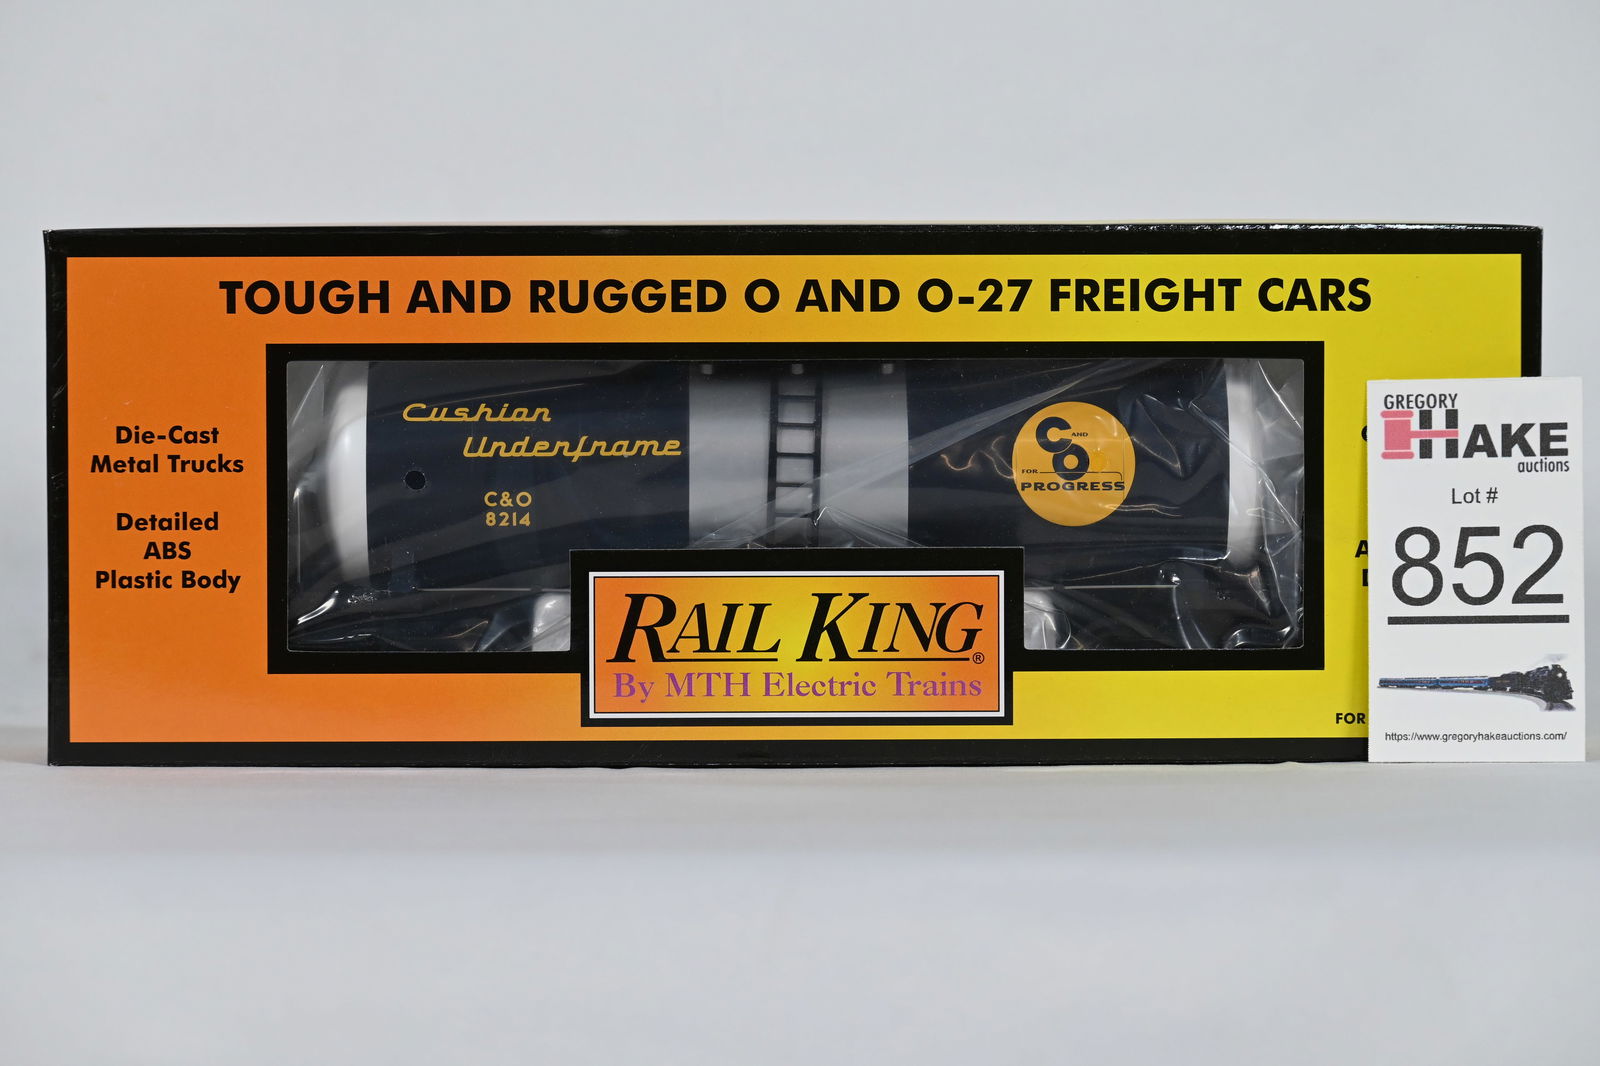 TOUGH AND RUGGED O AND O-27 FREIGHT CARS
Die-Cast
Metal Trucks
Detailed
ABS
Plastic Body
Cushion
Underframe
C&O
8214
C AND
O
FOR
PROGRESS
RAIL KING®
By MTH Electric Trains
FOR
GREGORY
HAKE
auctions
Lot #
852
https://www.gregoryhakeauctions.com/